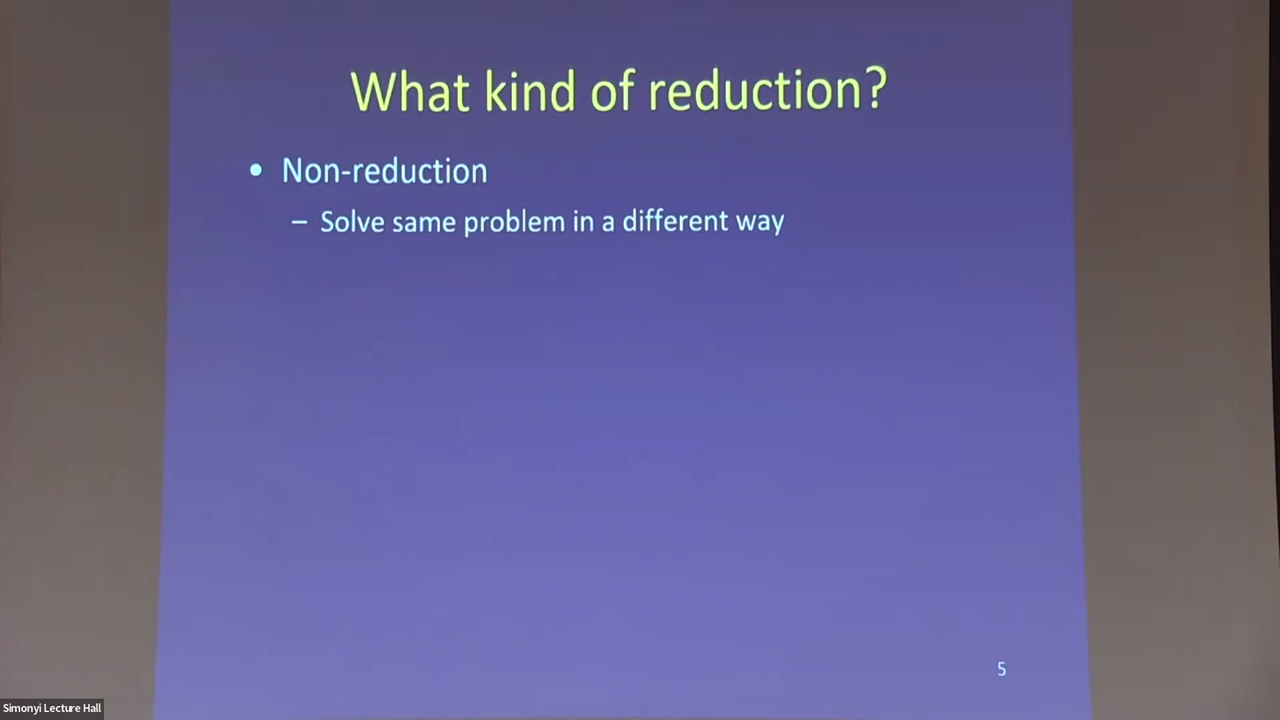 What kind of reduction?
• Non-reduction
– Solve same problem in a different way
5
Simonyi Lecture Hall